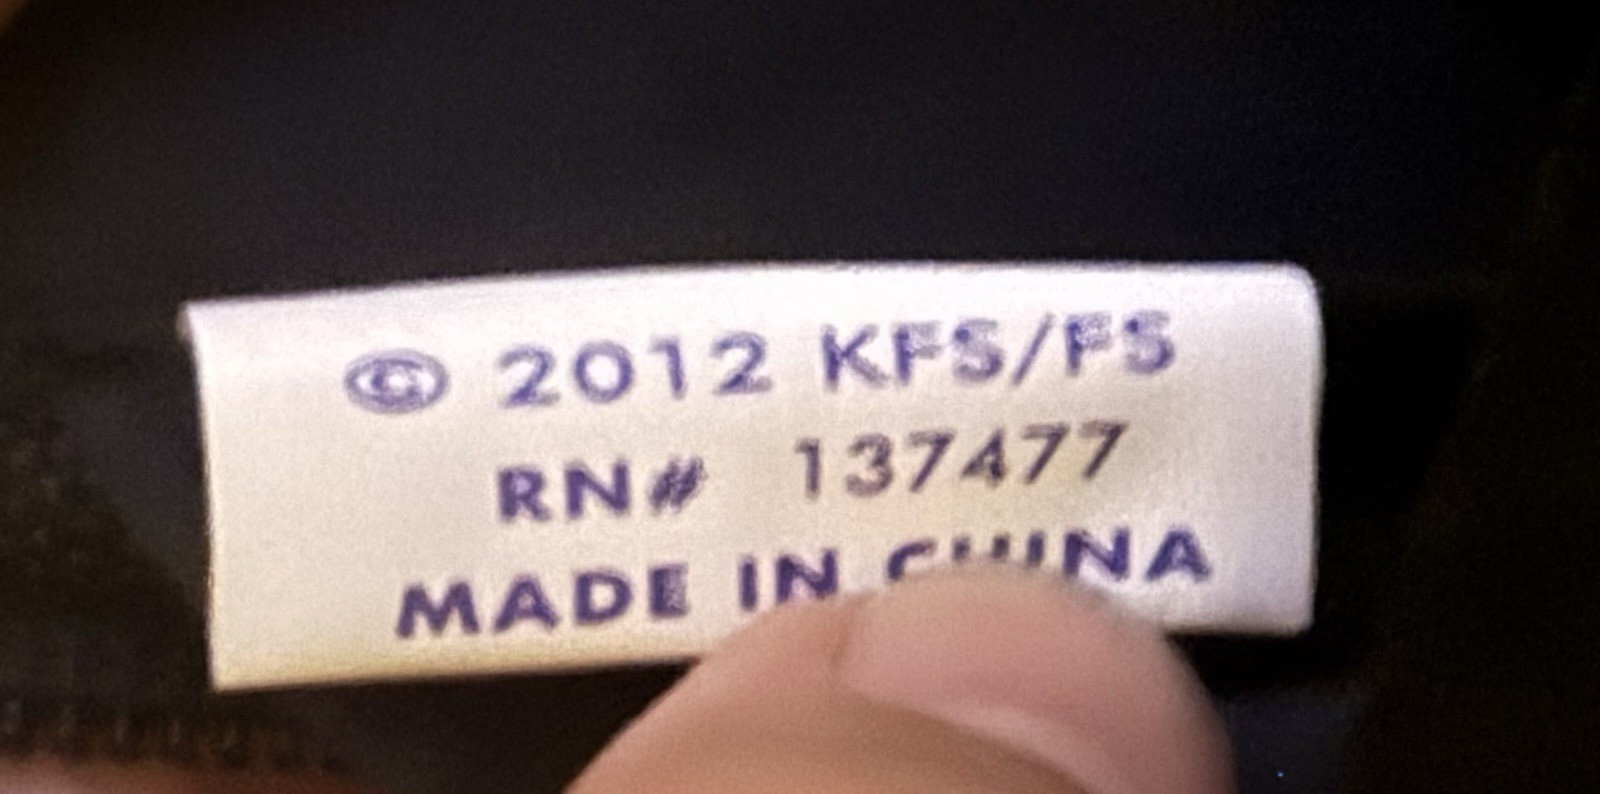 © 2012 KFS/FS
RN# 137477
MADE IN CHINA